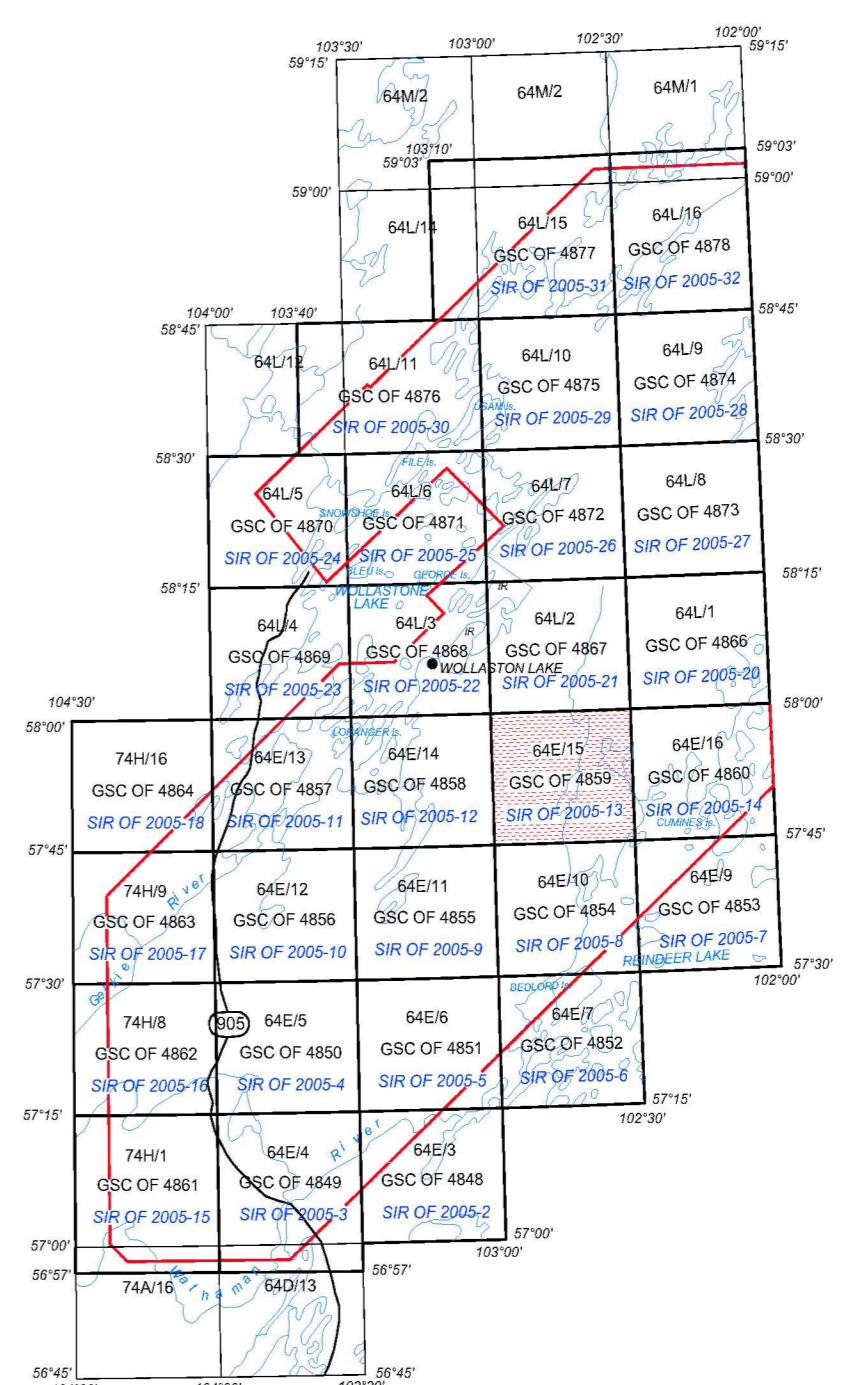 103°30'
103°00'
102°30'
102°00'
59°15'
59°15'
64M/2
64M/2
64M/1
59°03'
103°10'
59°03'
59°00'
59°00'
64L/14
64L/15
GSC OF 4877
SIR OF 2005-31
64L/16
GSC OF 4878
SIR OF 2005-32
104°00'
103°40'
58°45'
58°45'
64L/12
64L/11
GSC OF 4876
SIR OF 2005-30
64L/10
GSC OF 4875
USAM is.
SIR OF 2005-29
64L/9
GSC OF 4874
SIR OF 2005-28
58°30'
58°30'
FILE is.
64L/5
GSC OF 4870
SIR OF 2005-24
64L/6
SNOWSHOE is.
GSC OF 4871
SIR OF 2005-25
BLEU is.
GEORGE is.
64L/7
GSC OF 4872
SIR OF 2005-26
64L/8
GSC OF 4873
SIR OF 2005-27
58°15'
58°15'
WOLLASTONE
LAKE
IR
64L/4
GSC OF 4869
SIR OF 2005-23
64L/3
IR
GSC OF 4868
WOLLASTON LAKE
SIR OF 2005-22
64L/2
GSC OF 4867
SIR OF 2005-21
64L/1
GSC OF 4866
SIR OF 2005-20
104°30'
58°00'
58°00'
LORANGER is.
74H/16
GSC OF 4864
SIR OF 2005-18
64E/13
GSC OF 4857
SIR OF 2005-11
64E/14
GSC OF 4858
SIR OF 2005-12
64E/15
GSC OF 4859
SIR OF 2005-13
64E/16
GSC OF 4860
SIR OF 2005-14
CUMINES is.
57°45'
57°45'
74H/9
GSC OF 4863
SIR OF 2005-17
Geikie River
64E/12
GSC OF 4856
SIR OF 2005-10
64E/11
GSC OF 4855
SIR OF 2005-9
64E/10
GSC OF 4854
SIR OF 2005-8
64E/9
GSC OF 4853
SIR OF 2005-7
REINDEER LAKE
57°30'
57°30'
102°00'
BEDLORD is.
74H/8
GSC OF 4862
SIR OF 2005-16
905
64E/5
GSC OF 4850
SIR OF 2005-4
64E/6
GSC OF 4851
SIR OF 2005-5
64E/7
GSC OF 4852
SIR OF 2005-6
57°15'
57°15'
102°30'
River
74H/1
GSC OF 4861
SIR OF 2005-15
64E/4
GSC OF 4849
SIR OF 2005-3
64E/3
GSC OF 4848
SIR OF 2005-2
57°00'
57°00'
103°00'
56°57'
56°57'
Wathaman
74A/16
64D/13
56°45'
56°45'